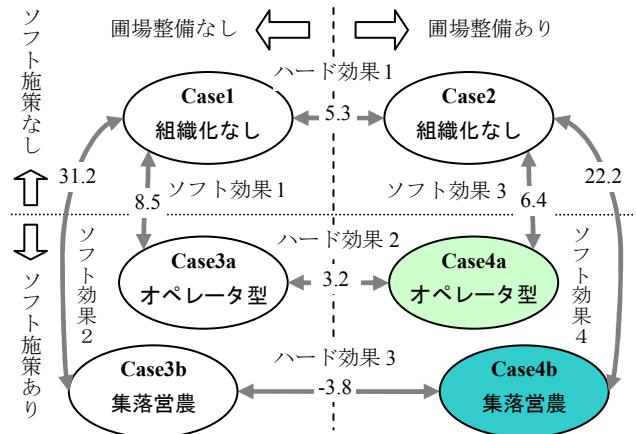 圃場整備なし
圃場整備あり
ソフト施策なし
ハード効果1
Case1
組織化なし
5.3
Case2
組織化なし
31.2
ソフト効果1
8.5
ソフト効果3
6.4
22.2
ハード効果2
Case3a
オペレータ型
3.2
Case4a
オペレータ型
ソフト効果2
ソフト効果4
ソフト施策あり
ハード効果3
Case3b
集落営農
-3.8
Case4b
集落営農